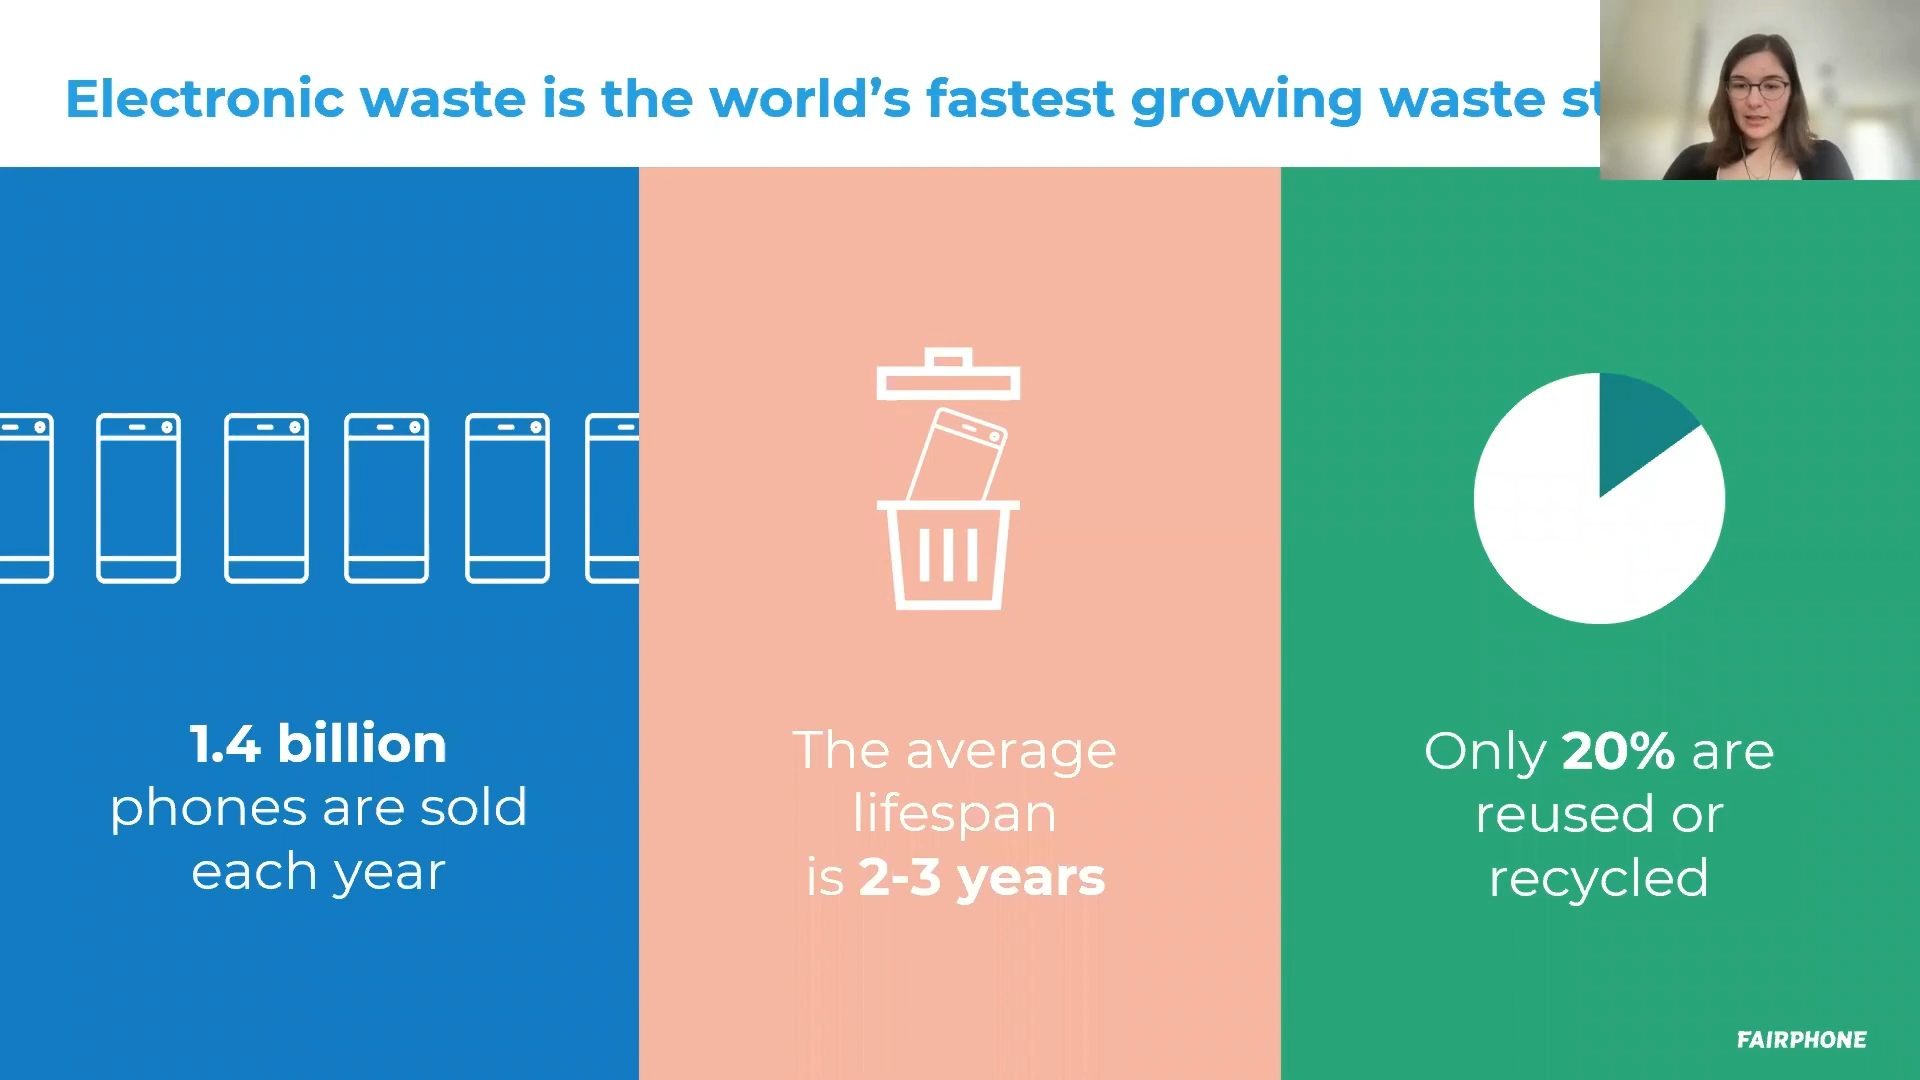 Electronic waste is the world's fastest growing waste
1.4 billion
phones are sold
each year
The average
lifespan
is 2-3 years
Only 20% are
reused or
recycled
FAIRPHONE